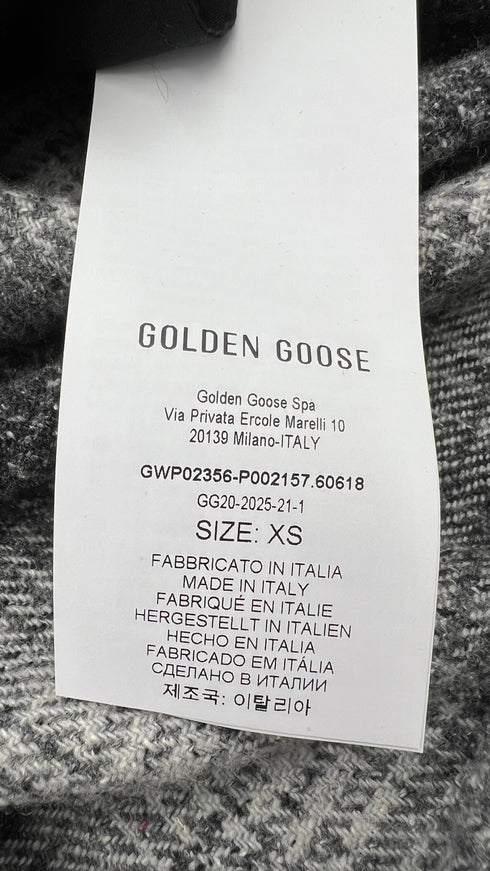 GOLDEN GOOSE
Golden Goose Spa
Via Privata Ercole Marelli 10
20139 Milano-ITALY
GWP02356-P002157.60618
GG20-2025-21-1
SIZE: XS
FABBRICATO IN ITALIA
MADE IN ITALY
FABRIQUÉ EN ITALIE
HERGESTELLT IN ITALIEN
HECHO EN ITALIA
FABRICADO EM ITÁLIA
СДЕЛАНО В ИТАЛИИ
제조국: 이탈리아